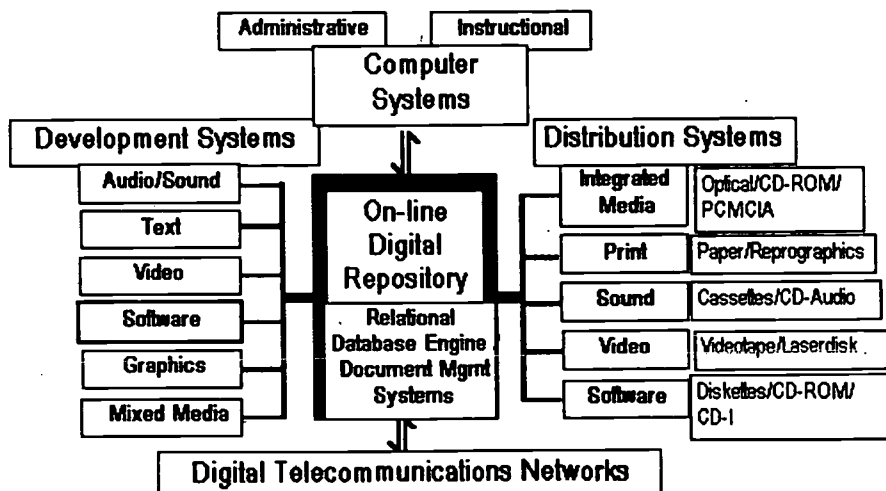 Administrative
Instructional
Computer
Systems
Development Systems
Audio/Sound
Text
Video
Software
Graphics
Mixed Media
On-line
Digital
Repository
Relational
Database Engine
Document Mgmt
Systems
Distribution Systems
Integrated
Media
Optical/CD-ROM/
PCMCIA
Print
Paper/Reprographics
Sound
Cassettes/CD-Audio
Video
Videotape/Laserdisk
Software
Diskettes/CD-ROM/
CD-I
Digital Telecommunications Networks